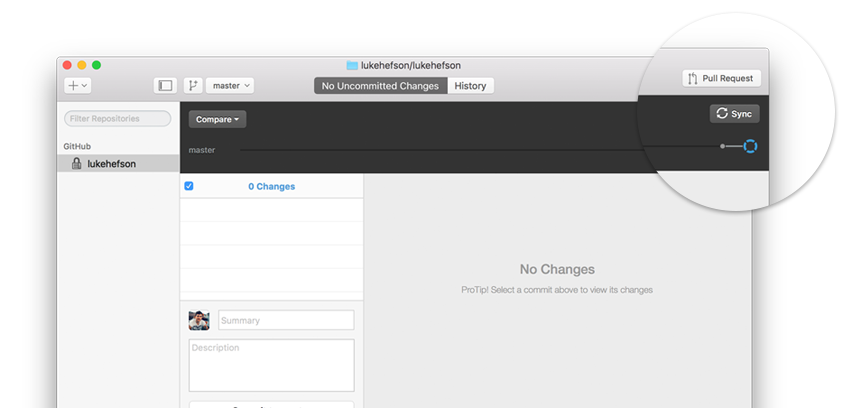 lukehefson/lukehefson
master
No Uncommitted Changes
History
Pull Request
Filter Repositories
Compare
Sync
GitHub
master
lukehefson
0 Changes
No Changes
ProTip! Select a commit above to view its changes
Summary
Description